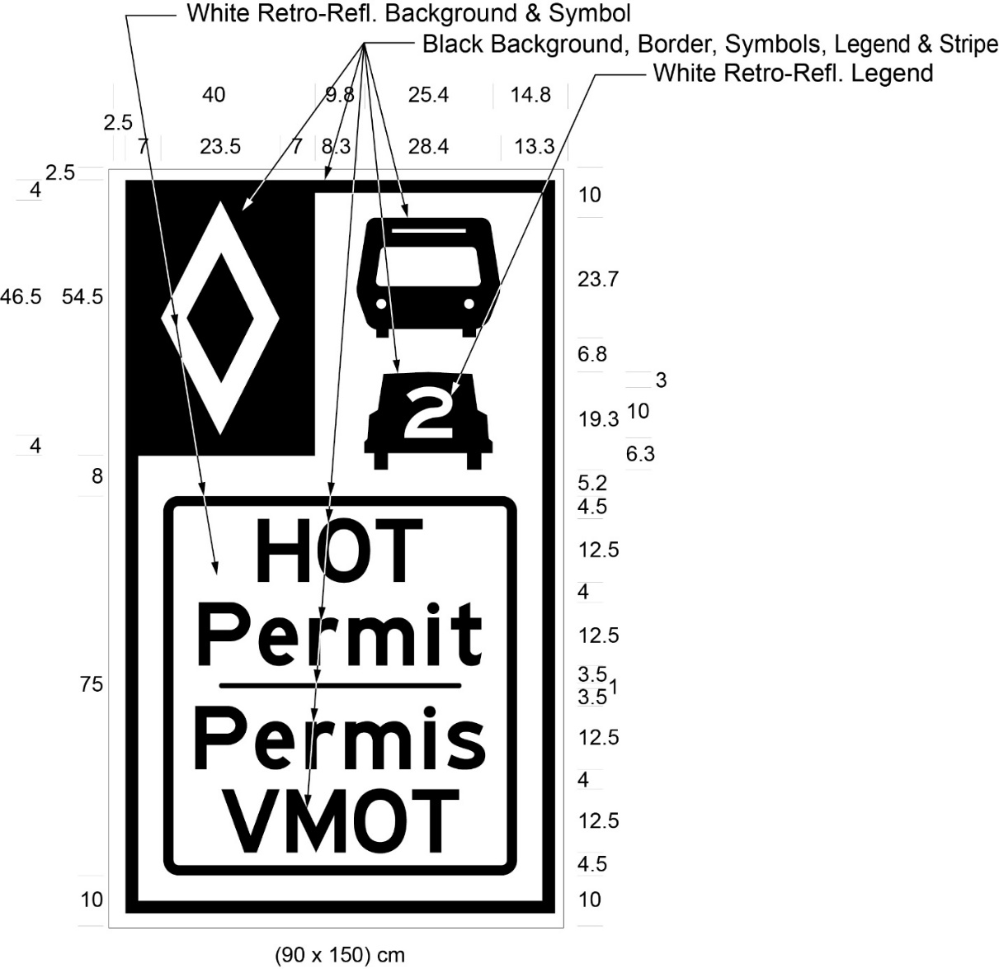 White Retro-Refl. Background & Symbol
Black Background, Border, Symbols, Legend & Stripe
White Retro-Refl. Legend
40 9.8 25.4 14.8
2.5
7 23.5 7 8.3 28.4 13.3
2.5
4
10
23.7
46.5 54.5
6.8
3
2
19.3 10
4
6.3
8
5.2
4.5
HOT
12.5
4
Permit
12.5
3.5
75
1
3.5
Permis
12.5
4
VMOT
12.5
4.5
10
10
(90 x 150) cm